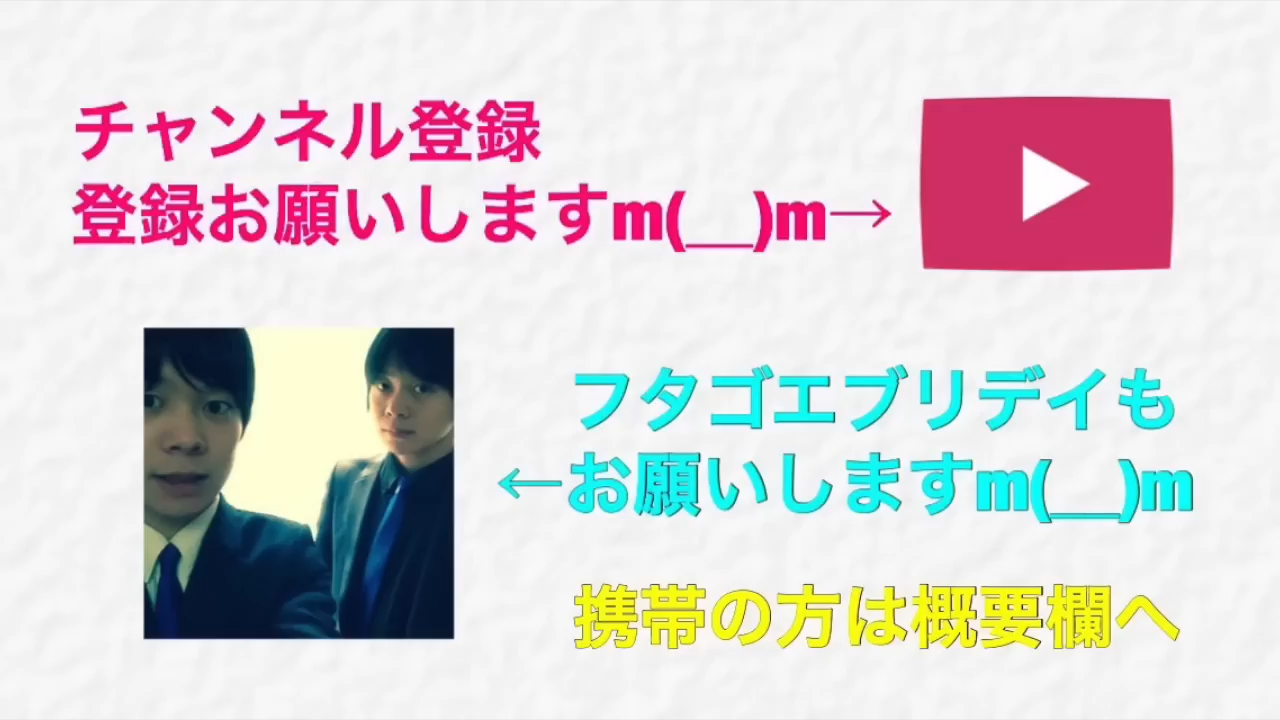 チャンネル登録
登録お願いしますm(__)m→
フタゴエブリデイも
←お願いしますm(__)m
携帯の方は概要欄へ